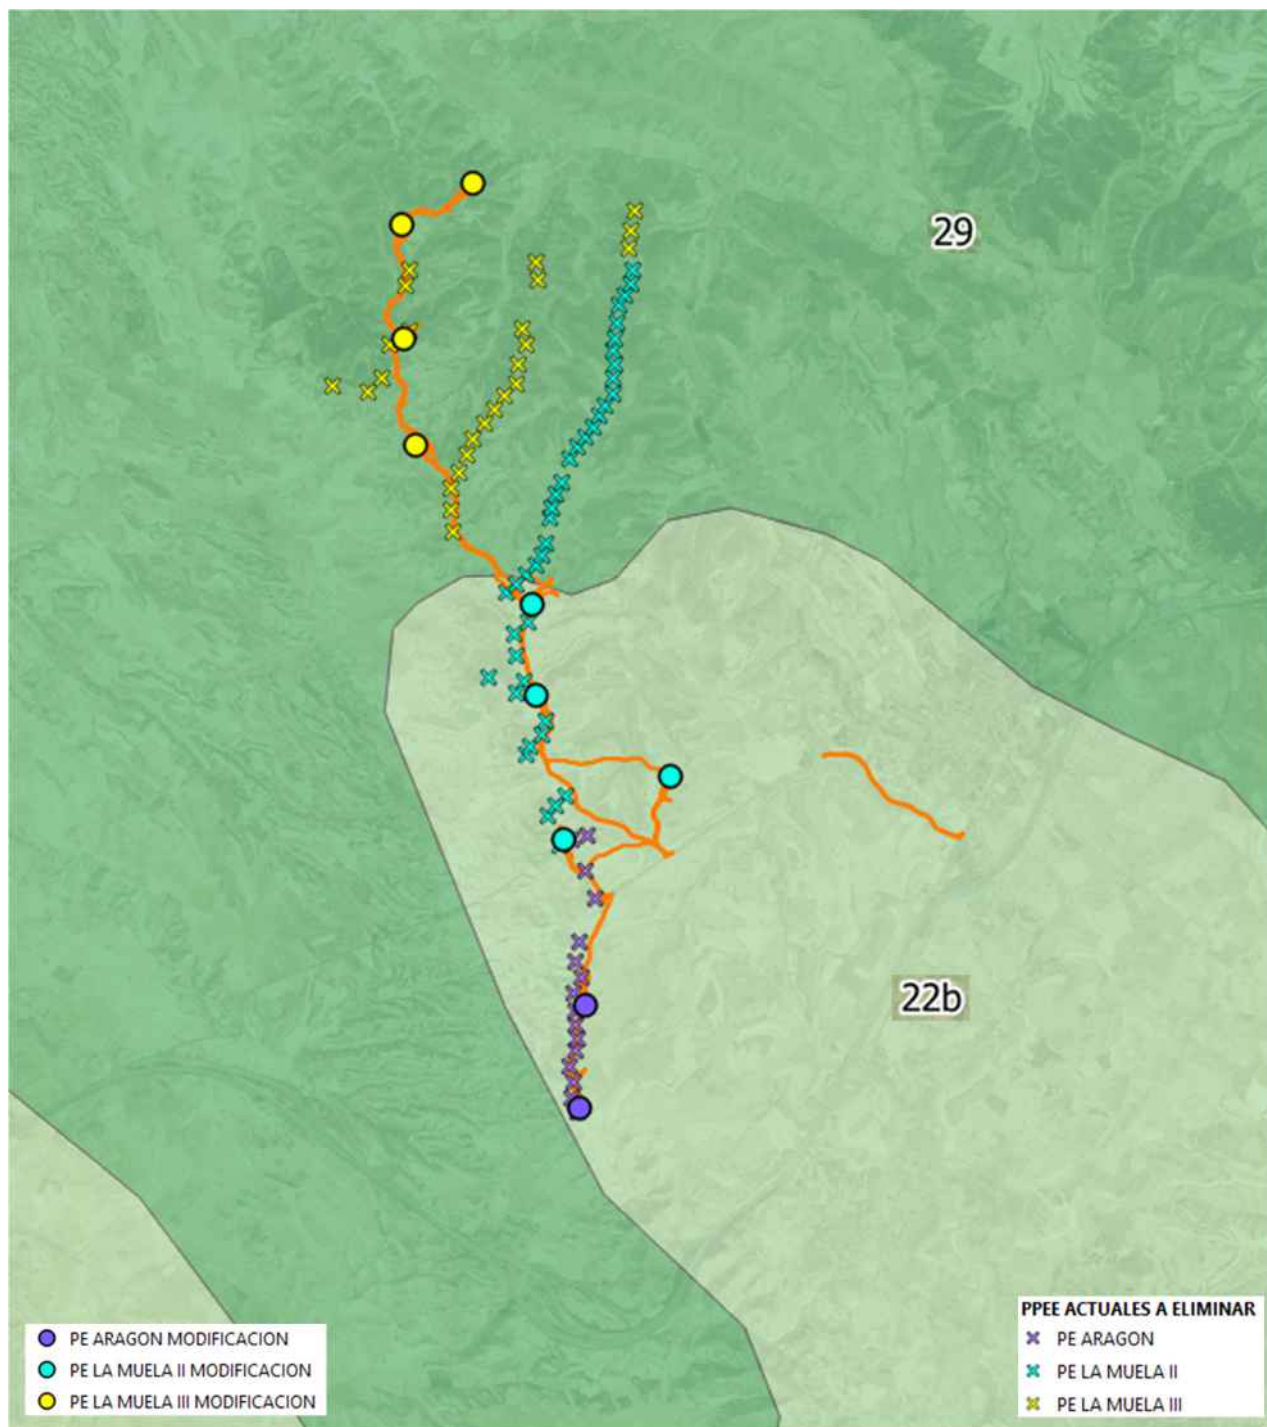 29
22b
PE ARAGON MODIFICACION
PE LA MUELA II MODIFICACION
PE LA MUELA III MODIFICACION
PPEE ACTUALES A ELIMINAR
PE ARAGON
PE LA MUELA II
PE LA MUELA III